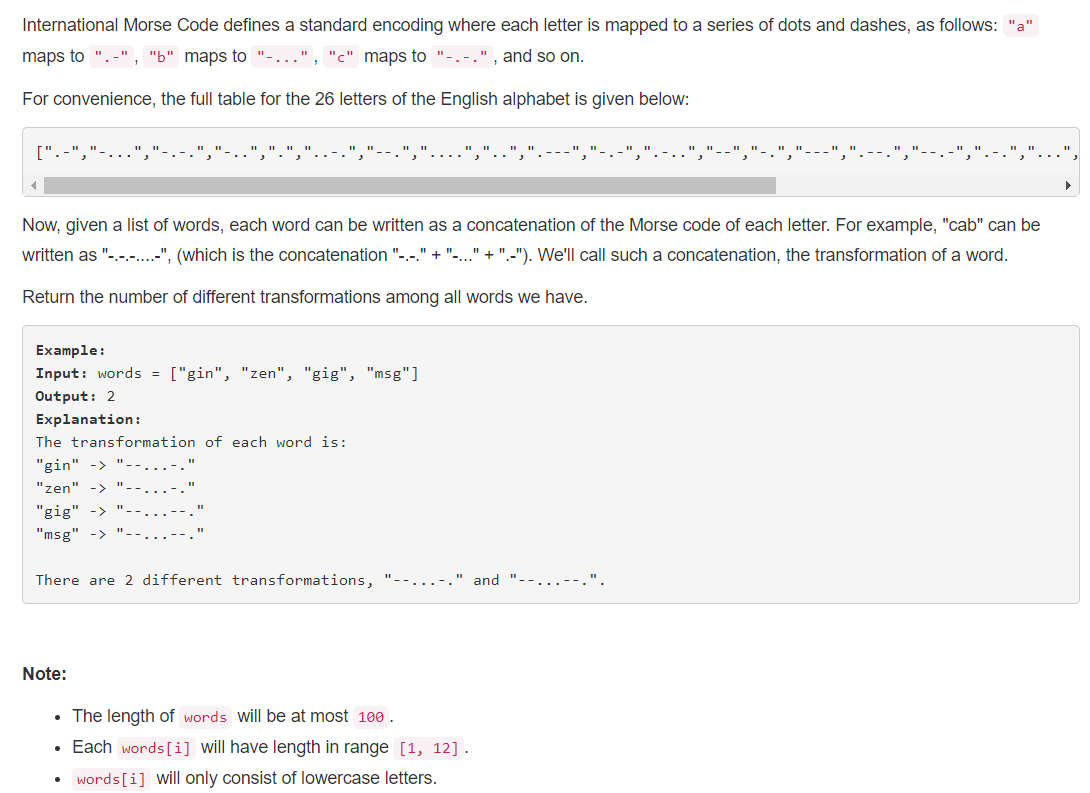 International Morse Code defines a standard encoding where each letter is mapped to a series of dots and dashes, as follows: "a"
maps to ".-", "b" maps to "-...", "c" maps to "-.-.", and so on.
For convenience, the full table for the 26 letters of the English alphabet is given below:
[".-","-...","-.-.","-..",".","..-.","--.","....","..",".---","-.-",".-..","--","-.","---",".--.","--.-",".-.","...",
Now, given a list of words, each word can be written as a concatenation of the Morse code of each letter. For example, "cab" can be
written as "-.-.-....-", (which is the concatenation "-.-." + "-..." + ".-"). We'll call such a concatenation, the transformation of a word.
Return the number of different transformations among all words we have.
Example:
Input: words = ["gin", "zen", "gig", "msg"]
Output: 2
Explanation:
The transformation of each word is:
"gin" -> "--...-."
"zen" -> "--...-."
"gig" -> "--...--."
"msg" -> "--...--."
There are 2 different transformations, "--...-." and "--...--.".
Note:
• The length of words will be at most 100.
• Each words[i] will have length in range [1, 12].
• words[i] will only consist of lowercase letters.